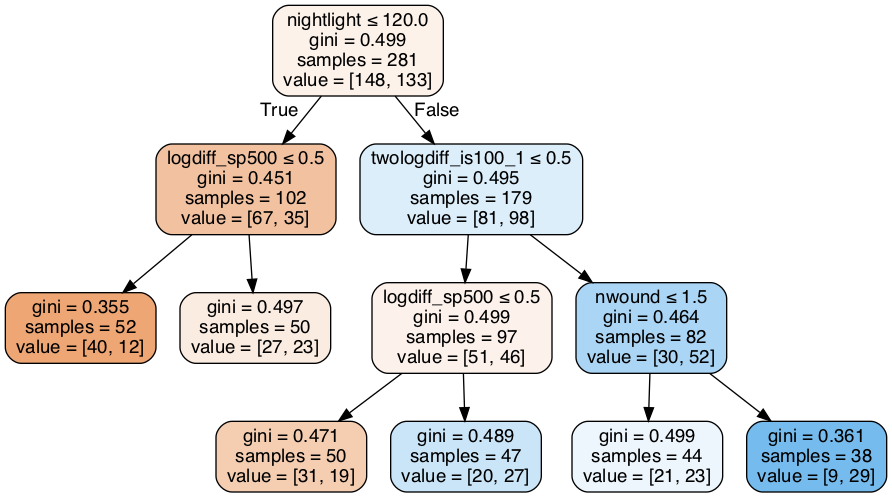 nightlight ≤ 120.0
gini = 0.499
samples = 281
value = [148, 133]
True
False
logdiff_sp500 ≤ 0.5
gini = 0.451
samples = 102
value = [67, 35]
twologdiff_is100_1 ≤ 0.5
gini = 0.495
samples = 179
value = [81, 98]
gini = 0.355
samples = 52
value = [40, 12]
gini = 0.497
samples = 50
value = [27, 23]
logdiff_sp500 ≤ 0.5
gini = 0.499
samples = 97
value = [51, 46]
nwound ≤ 1.5
gini = 0.464
samples = 82
value = [30, 52]
gini = 0.471
samples = 50
value = [31, 19]
gini = 0.489
samples = 47
value = [20, 27]
gini = 0.499
samples = 44
value = [21, 23]
gini = 0.361
samples = 38
value = [9, 29]